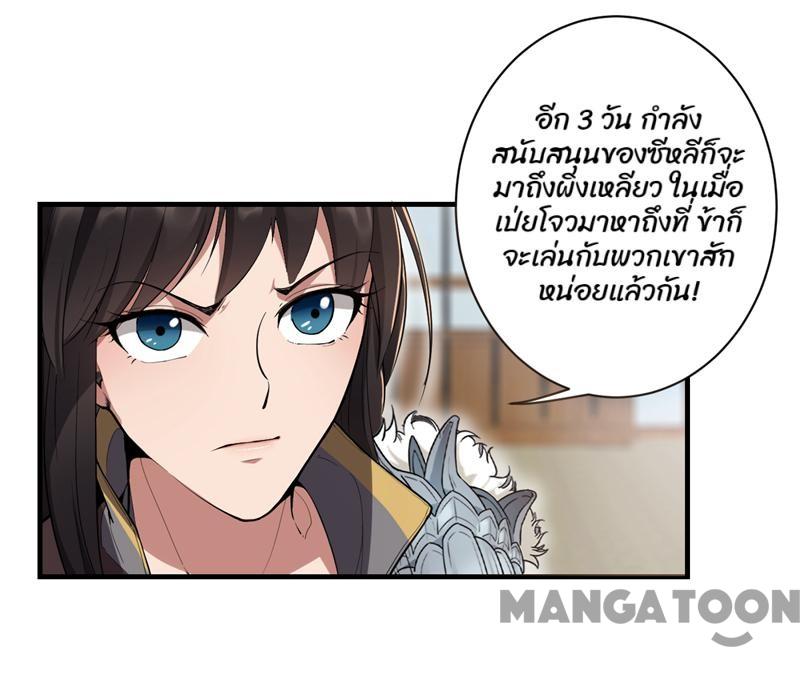 อีก 3 วัน กำลัง
สนับสนุนของซีหลีก็จะ
มาถึงผิงเหลียว ในเมื่อ
เป่ยโจวมาหาถึงที่ ข้าก็
จะเล่นกับพวกเขาสัก
หน่อยแล้วกัน!
MANGATOON